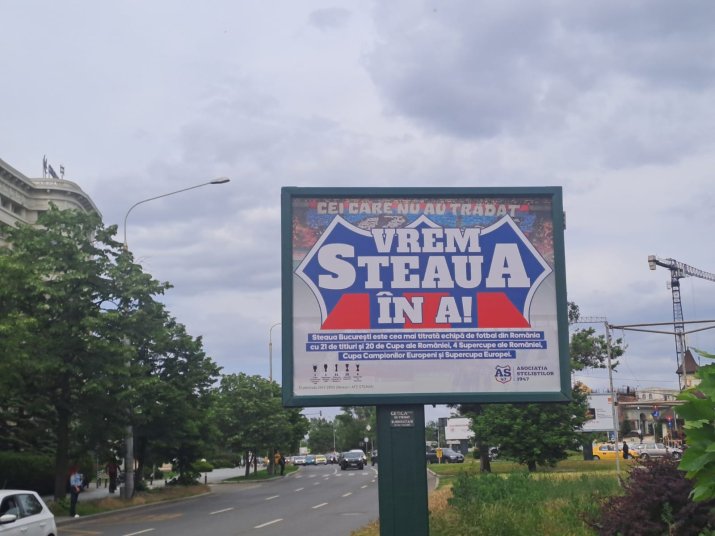 CEI CARE NU AU TRĂDAT
VREM
STEAUA
ÎN A!
Steaua București este cea mai titrată echipă de fotbal din România
cu 21 de titluri și 20 de Cupe ale României, 4 Supercupe ale României,
Cupa Campionilor Europeni și Supercupa Europei.
AS
47
ASOCIAȚIA
STELIȘTILOR
1947